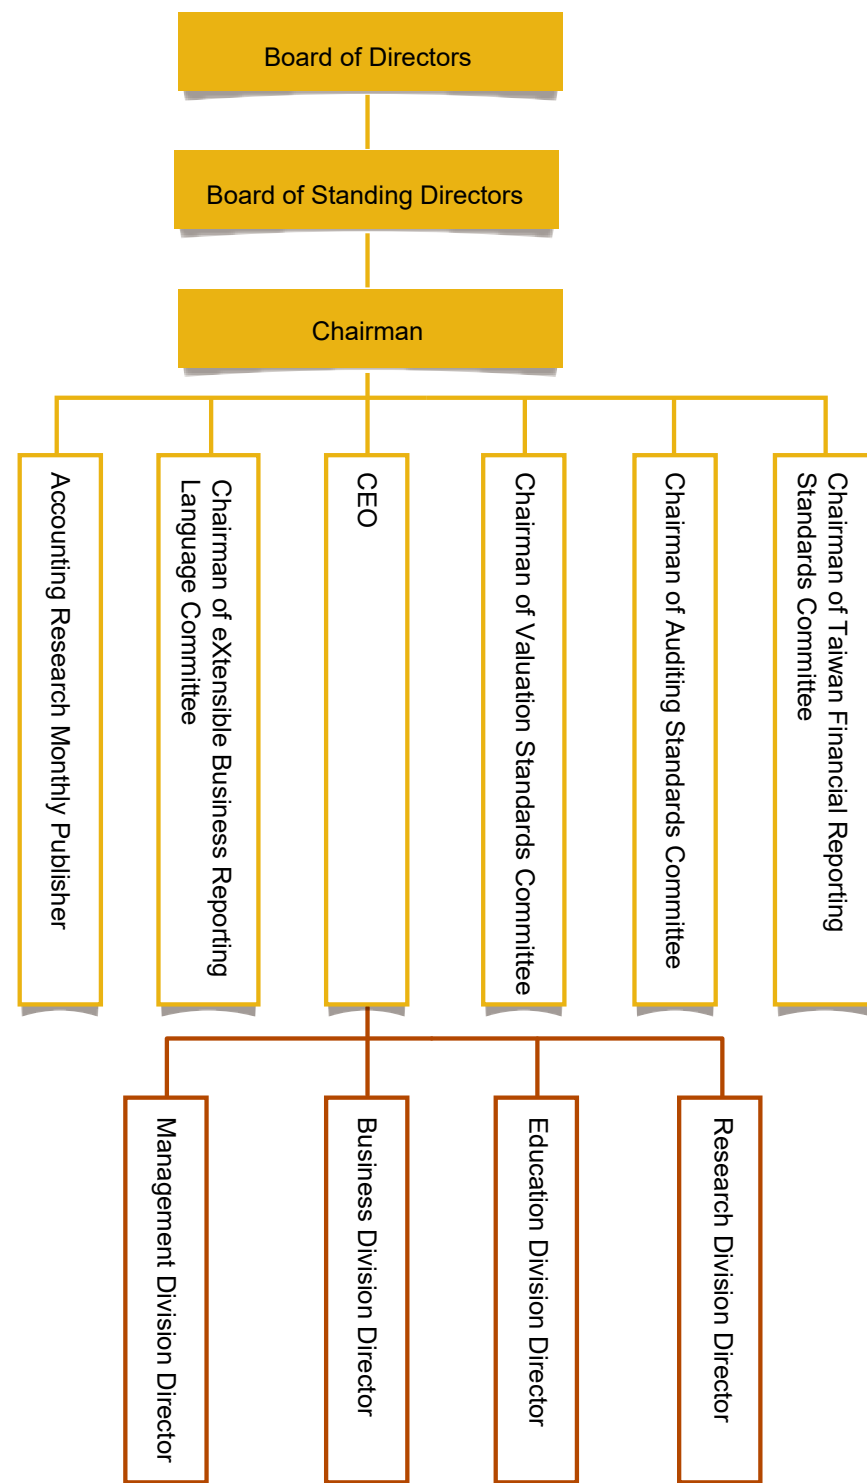 Board of Directors
Board of Standing Directors
Chairman
Accounting Research Monthly Publisher
Chairman of eXtensible Business Reporting
Language Committee
CEO
Chairman of Valuation Standards Committee
Chairman of Auditing Standards Committee
Chairman of Taiwan Financial Reporting
Standards Committee
Management Division Director
Business Division Director
Education Division Director
Research Division Director